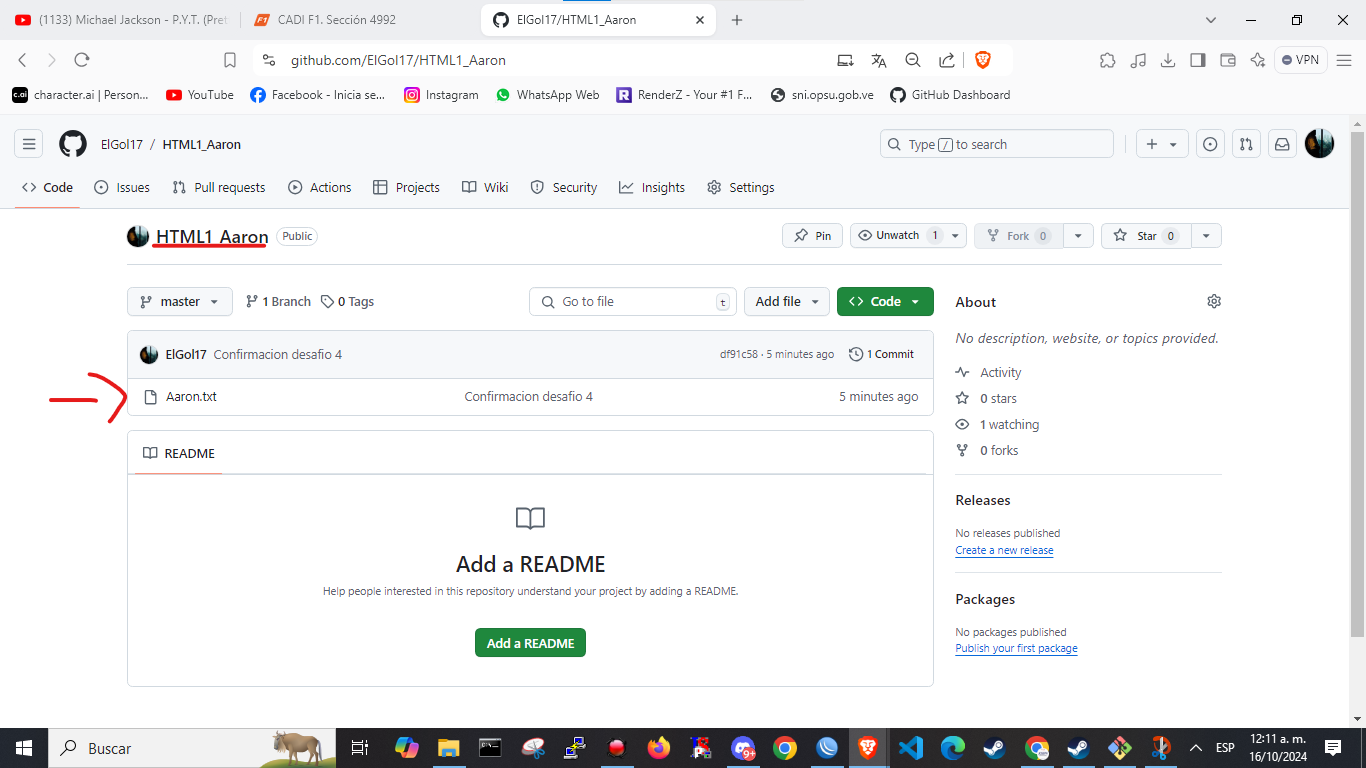 (1133) Michael Jackson - P.Y.T. (Pret
CADI F1. Sección 4992
ElGol17/HTML1_Aaron
github.com/ElGol17/HTML1_Aaron
VPN
c.ai
character.ai | Person...
YouTube
Facebook - Inicia se...
Instagram
WhatsApp Web
RenderZ - Your #1 F...
sni.opsu.gob.ve
GitHub Dashboard
ElGol17 / HTML1_Aaron
Type / to search
Code
Issues
Pull requests
Actions
Projects
Wiki
Security
Insights
Settings
HTML1_Aaron
Public
Pin
Unwatch 1
Fork 0
Star 0
master
1 Branch
0 Tags
Go to file
t
Add file
Code
ElGol17 Confirmacion desafio 4
df91c58 · 5 minutes ago
1 Commit
Aaron.txt
Confirmacion desafio 4
5 minutes ago
README
Add a README
Help people interested in this repository understand your project by adding a README.
Add a README
About
No description, website, or topics provided.
Activity
0 stars
1 watching
0 forks
Releases
No releases published
Create a new release
Packages
No packages published
Publish your first package
Buscar
9+
ESP
12:11 a. m.
16/10/2024